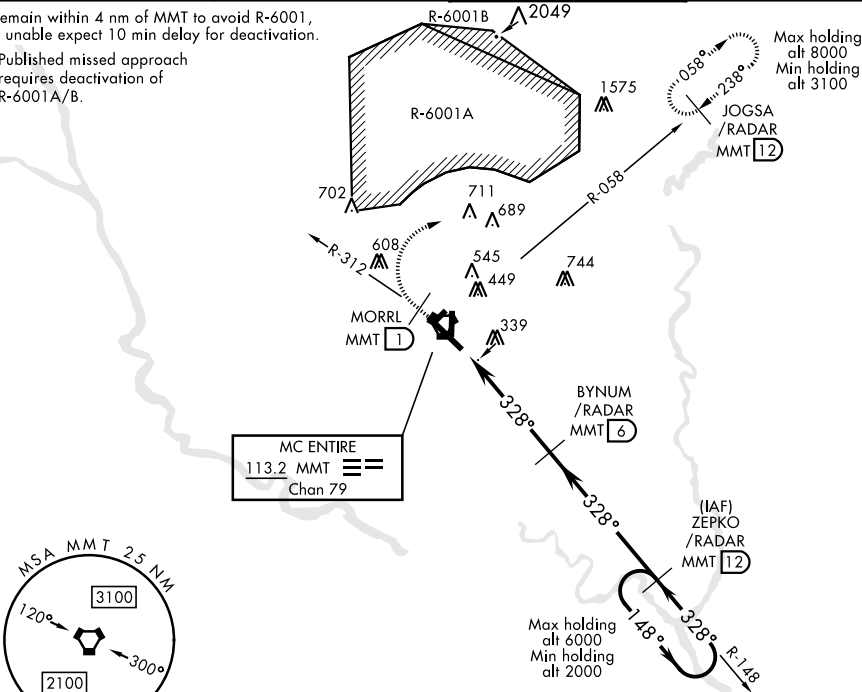 emain within 4 nm of MMT to avoid R-6001,
unable expect 10 min delay for deactivation.
Published missed approach
requires deactivation of
R-6001A/B.
R-6001B
2049
Max holding
alt 8000
Min holding
alt 3100
058°
238°
1575
R-6001A
JOGSA
/RADAR
MMT 12
R-058
702
711
689
608
R-312
545
449
744
MORRL
MMT 1
339
328°
BYNUM
/RADAR
MMT 6
MC ENTIRE
113.2 MMT
Chan 79
328°
(IAF)
ZEPKO
/RADAR
MMT 12
MSA MMT 25 NM
3100
120°
300°
2100
Max holding
alt 6000
Min holding
alt 2000
148°
328°
R-148